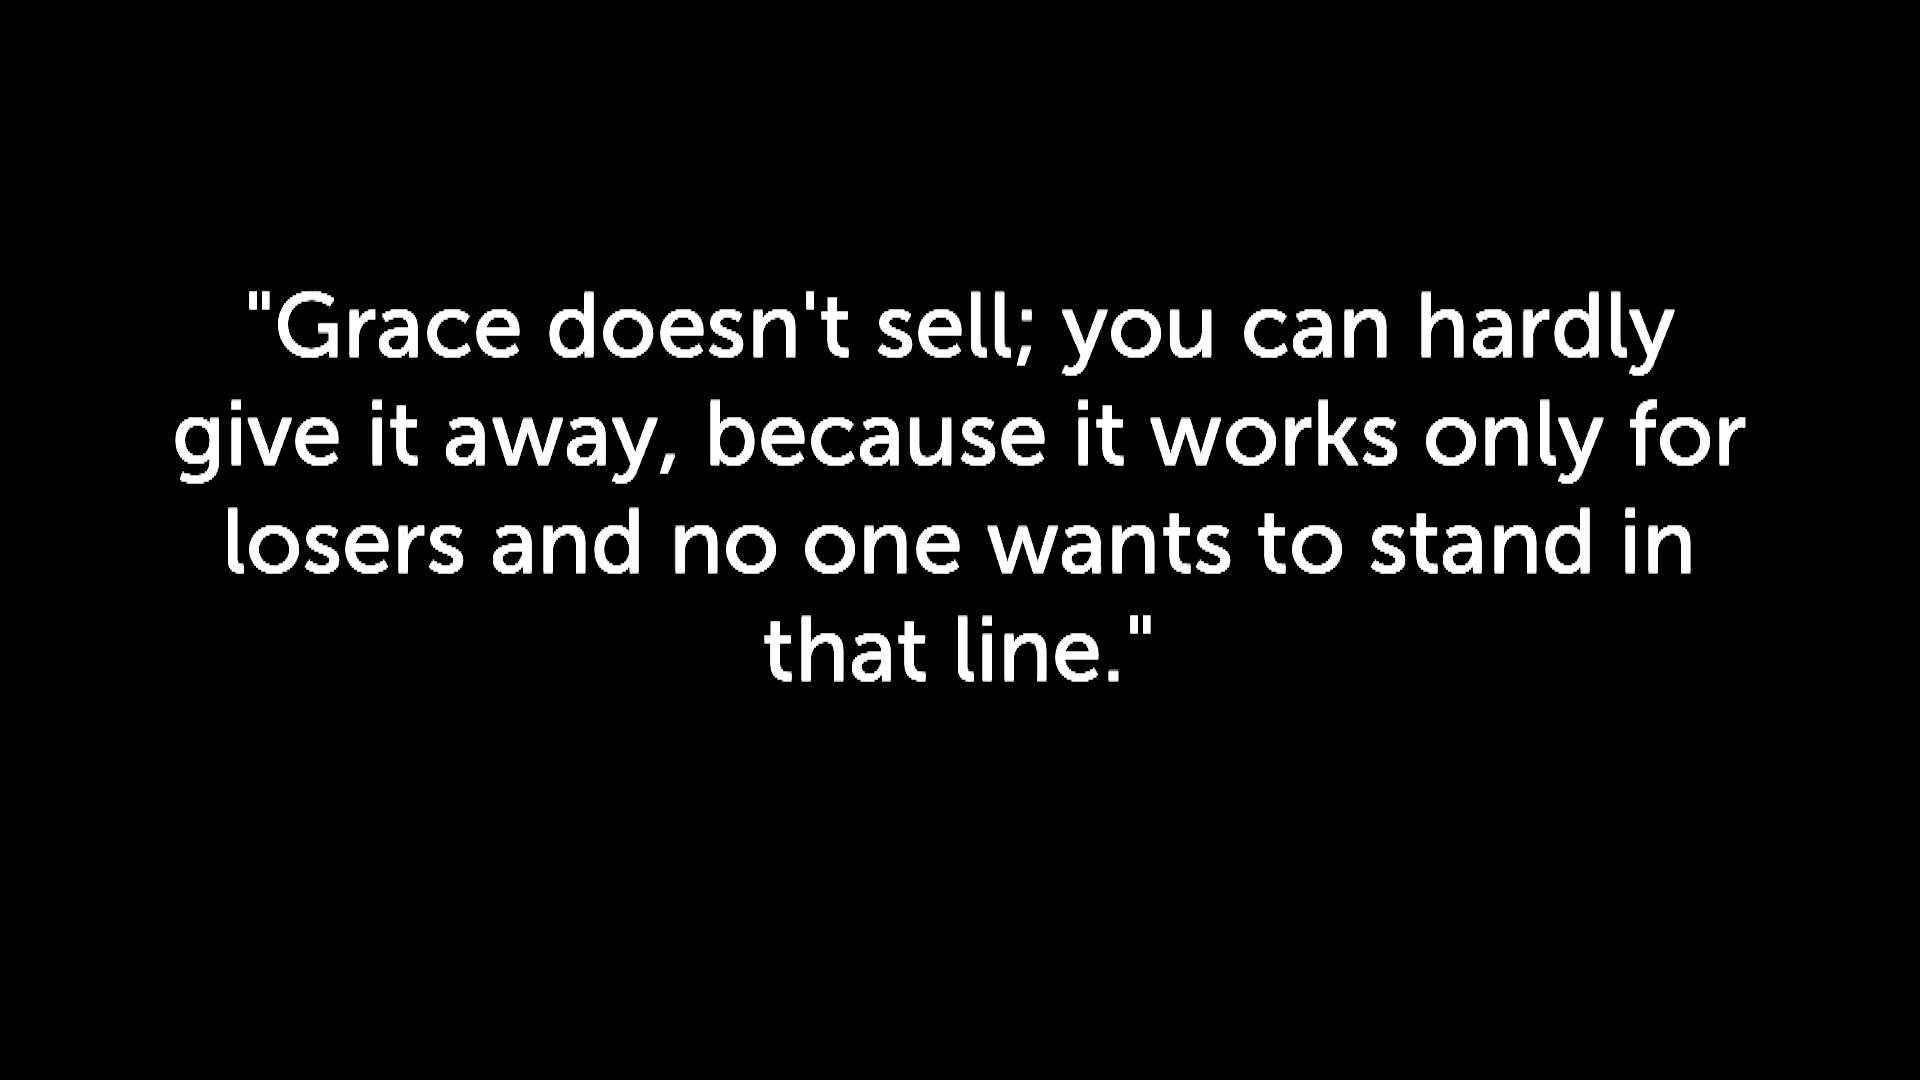 "Grace doesn't sell; you can hardly
give it away, because it works only for
losers and no one wants to stand in
that line."